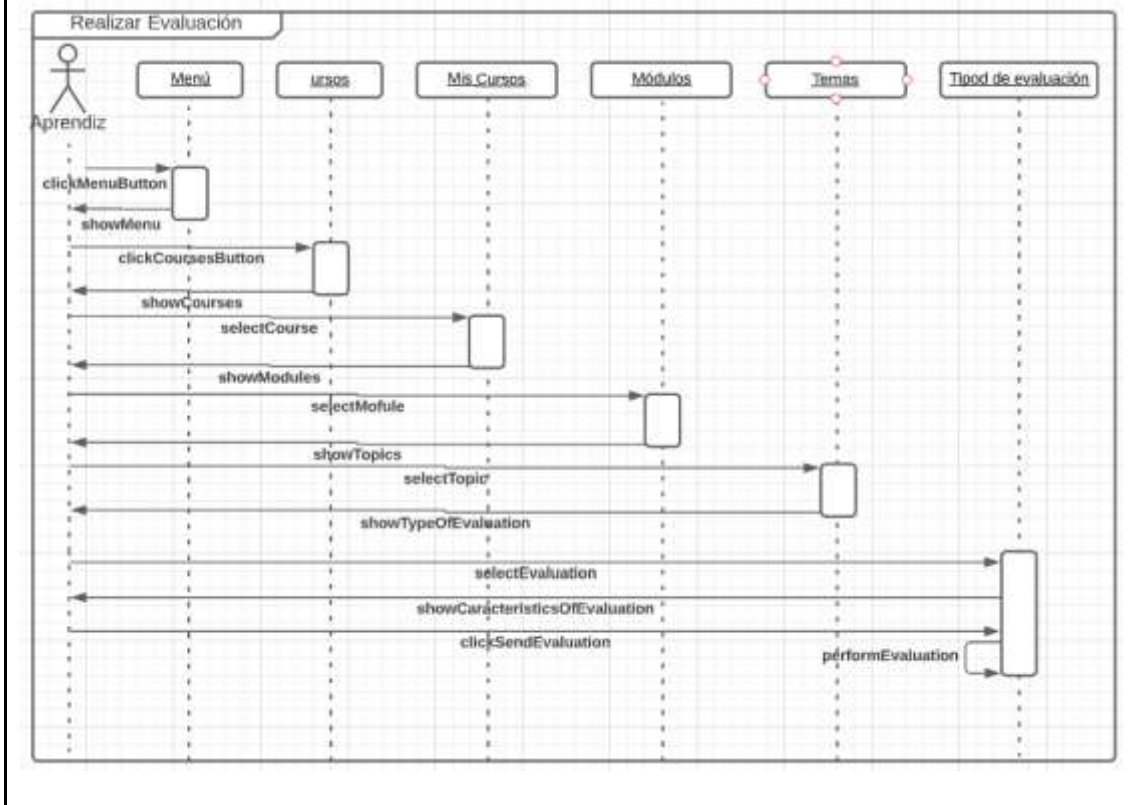 Realizar Evaluación
Menú
ursos
Mis Cursos
Módulos
Temas
Tipod de evaluación
Aprendiz
clickMenuButton
showMenu
clickCoursesButton
showCourses
selectCourse
showModules
selectMofule
showTopics
selectTopic
showTypeOfEvaluation
selectEvaluation
showCaracteristicsOfEvaluation
clickSendEvaluation
performEvaluation